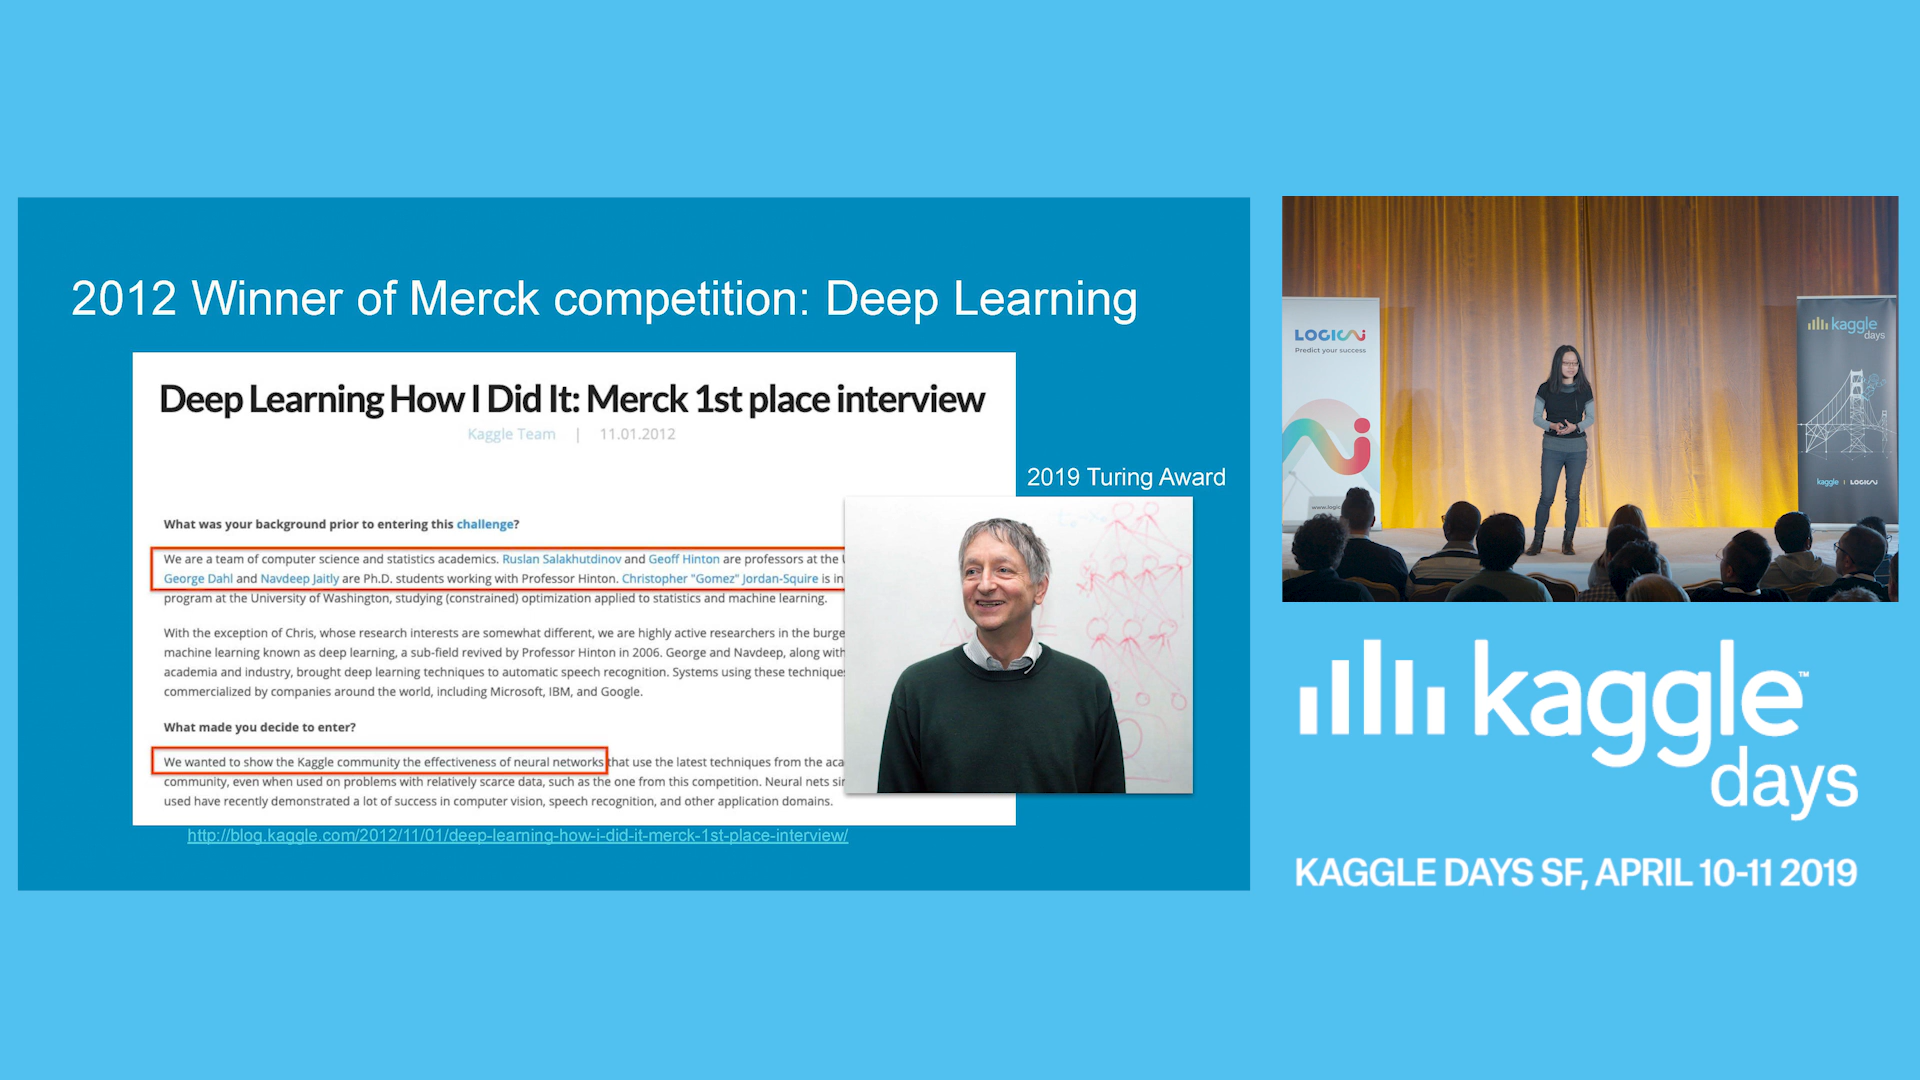 2012 Winner of Merck competition: Deep Learning
Deep Learning How I Did It: Merck 1st place interview
Kaggle Team | 11.01.2012
What was your background prior to entering this challenge?
We are a team of computer science and statistics academics. Ruslan Salakhutdinov and Geoff Hinton are professors at the
George Dahl and Navdeep Jaitly are Ph.D. students working with Professor Hinton. Christopher "Gomez" Jordan-Squire is in
program at the University of Washington, studying (constrained) optimization applied to statistics and machine learning.
With the exception of Chris, whose research interests are somewhat different, we are highly active researchers in the burge
machine learning known as deep learning, a sub-field revived by Professor Hinton in 2006. George and Navdeep, along with
academia and industry, brought deep learning techniques to automatic speech recognition. Systems using these techniques
commercialized by companies around the world, including Microsoft, IBM, and Google.
What made you decide to enter?
We wanted to show the Kaggle community the effectiveness of neural networks that use the latest techniques from the aca
community, even when used on problems with relatively scarce data, such as the one from this competition. Neural nets si
used have recently demonstrated a lot of success in computer vision, speech recognition, and other application domains.
http://blog.kaggle.com/2012/11/01/deep-learning-how-i-did-it-merck-1st-place-interview/
2019 Turing Award
LOGICAI
Predict your success
kaggle
days
kaggle | LOGICAI
kaggle™
days
KAGGLE DAYS SF, APRIL 10-11 2019